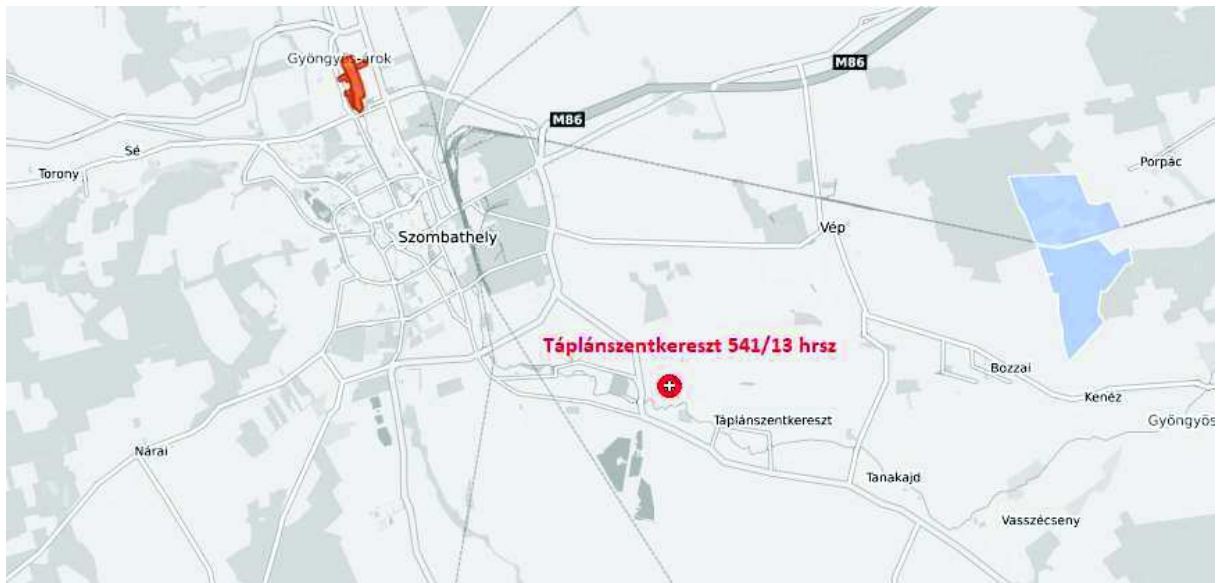 Gyöngyös-árok
M86
M86
Sé
Torony
Porpác
Szombathely
Vép
Táplánszentkereszt 541/13 hrsz
Bozzai
Kenéz
Táplánszentkereszt
Gyöngyös
Nárai
Tanakajd
Vasszécseny